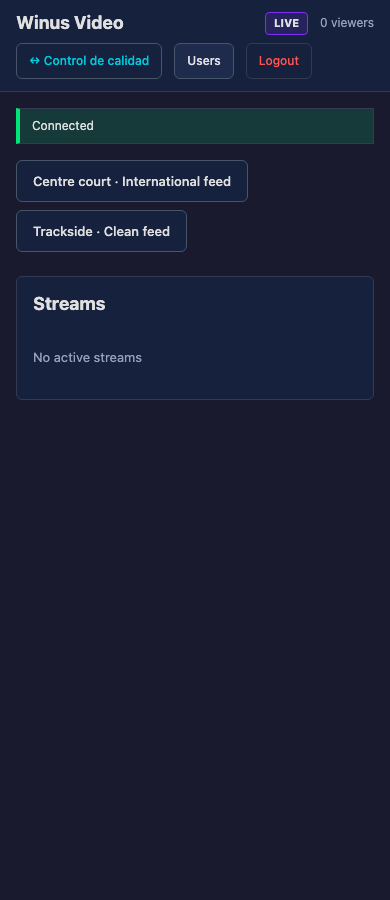 Winus Video
LIVE 0 viewers
↔ Control de calidad Users Logout
Connected
Centre court · International feed
Trackside · Clean feed
Streams
No active streams